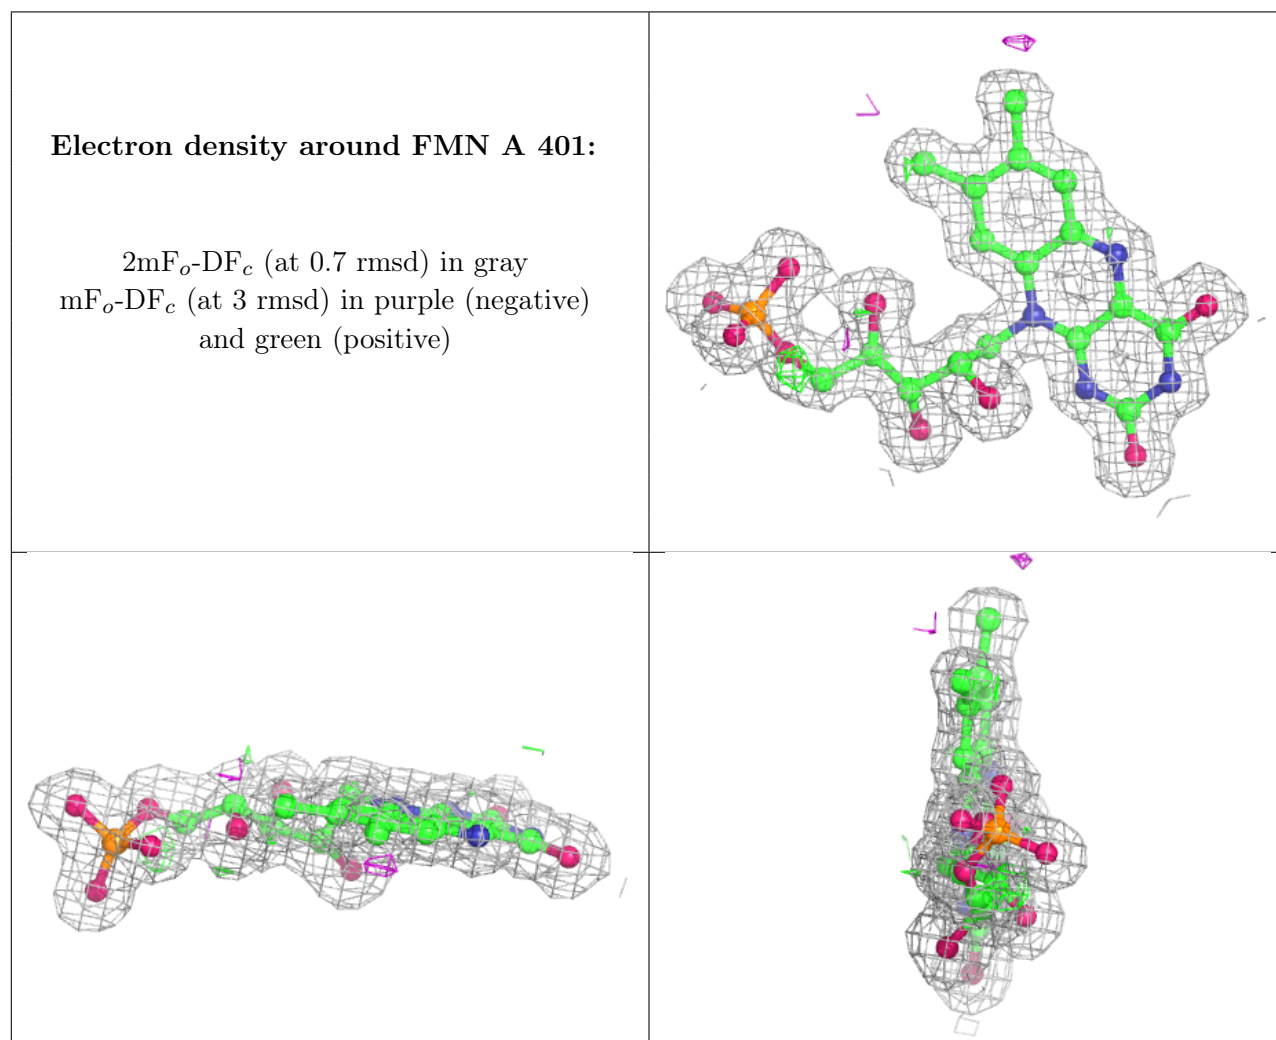 Electron density around FMN A 401:
2mFo-DFc (at 0.7 rmsd) in gray
mFo-DFc (at 3 rmsd) in purple (negative)
and green (positive)